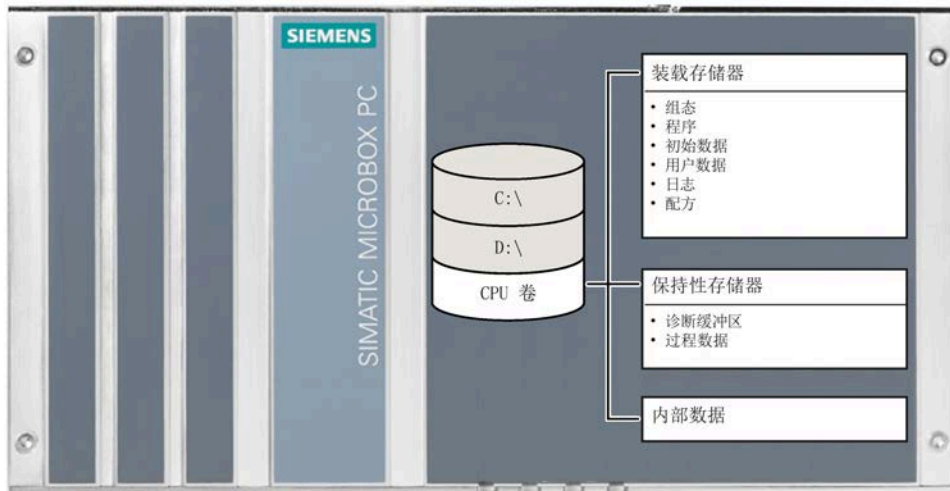 SIEMENS
SIMATIC MICROBOX PC
C:\
D:\
CPU 卷
装载存储器
• 组态
• 程序
• 初始数据
• 用户数据
• 日志
• 配方
保持性存储器
• 诊断缓冲区
• 过程数据
内部数据